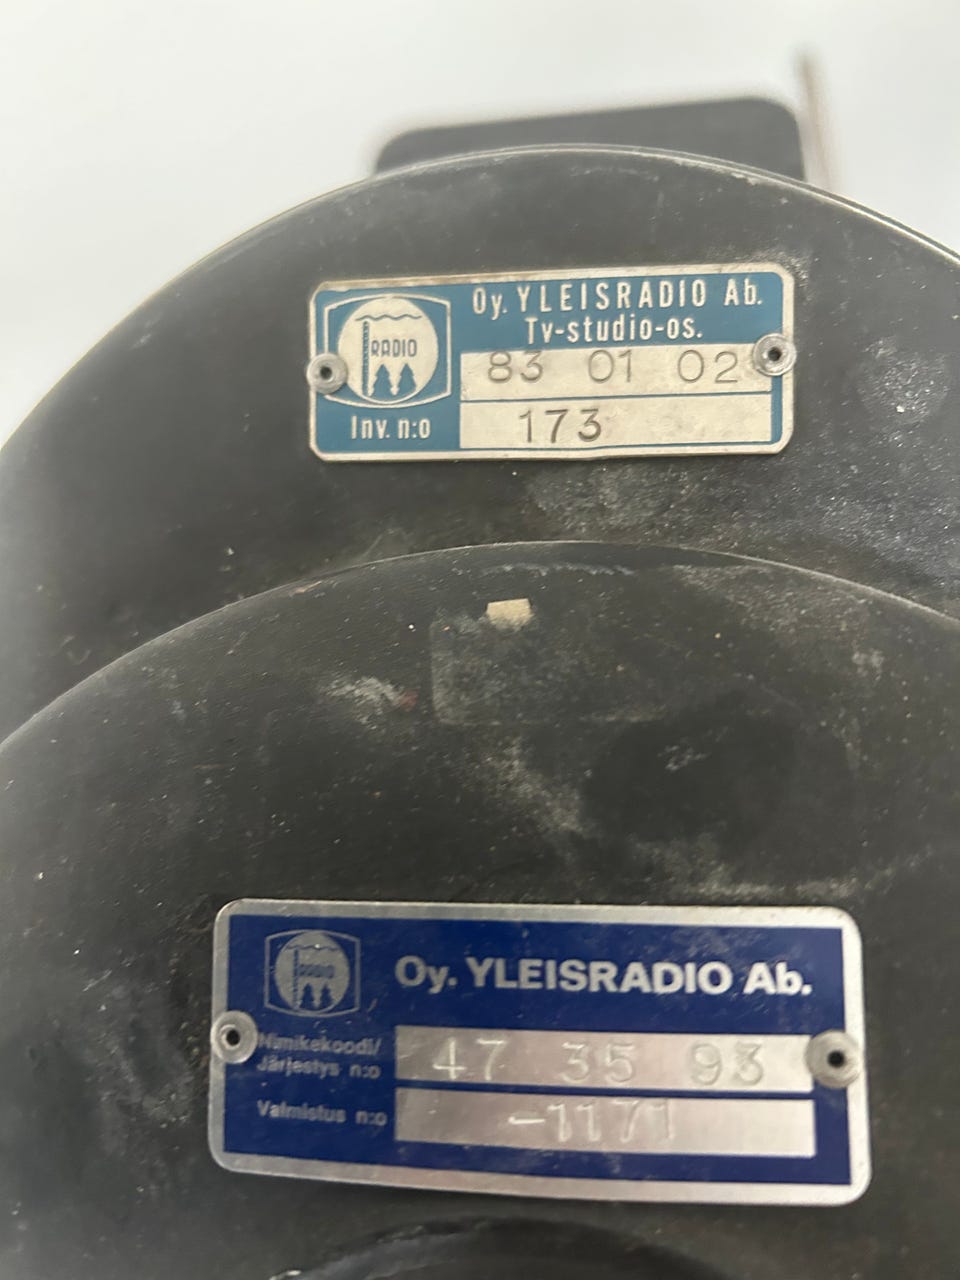 Oy. YLEISRADIO Ab.
Tv-studio-os.
RADIO
83 01 02
Inv. n:o
173
RADIO
Oy. YLEISRADIO Ab.
Nimikekoodi/
Järjestys n:o
47 35 93
Valmistus n:o
-1171